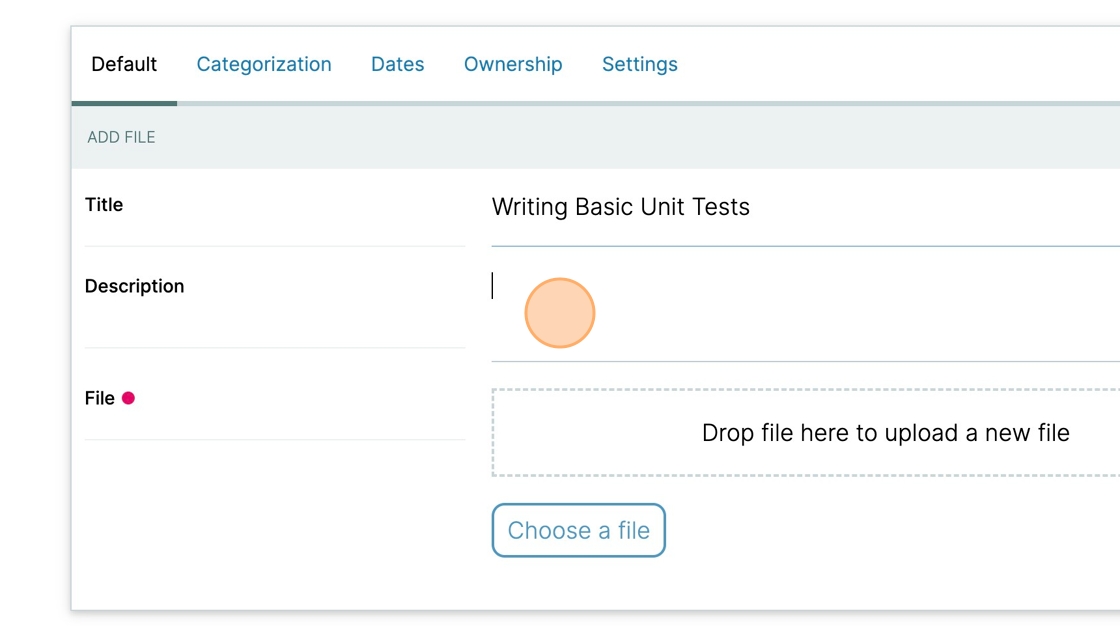 Default Categorization Dates Ownership Settings
ADD FILE
Title Writing Basic Unit Tests
Description
File
Drop file here to upload a new file
Choose a file